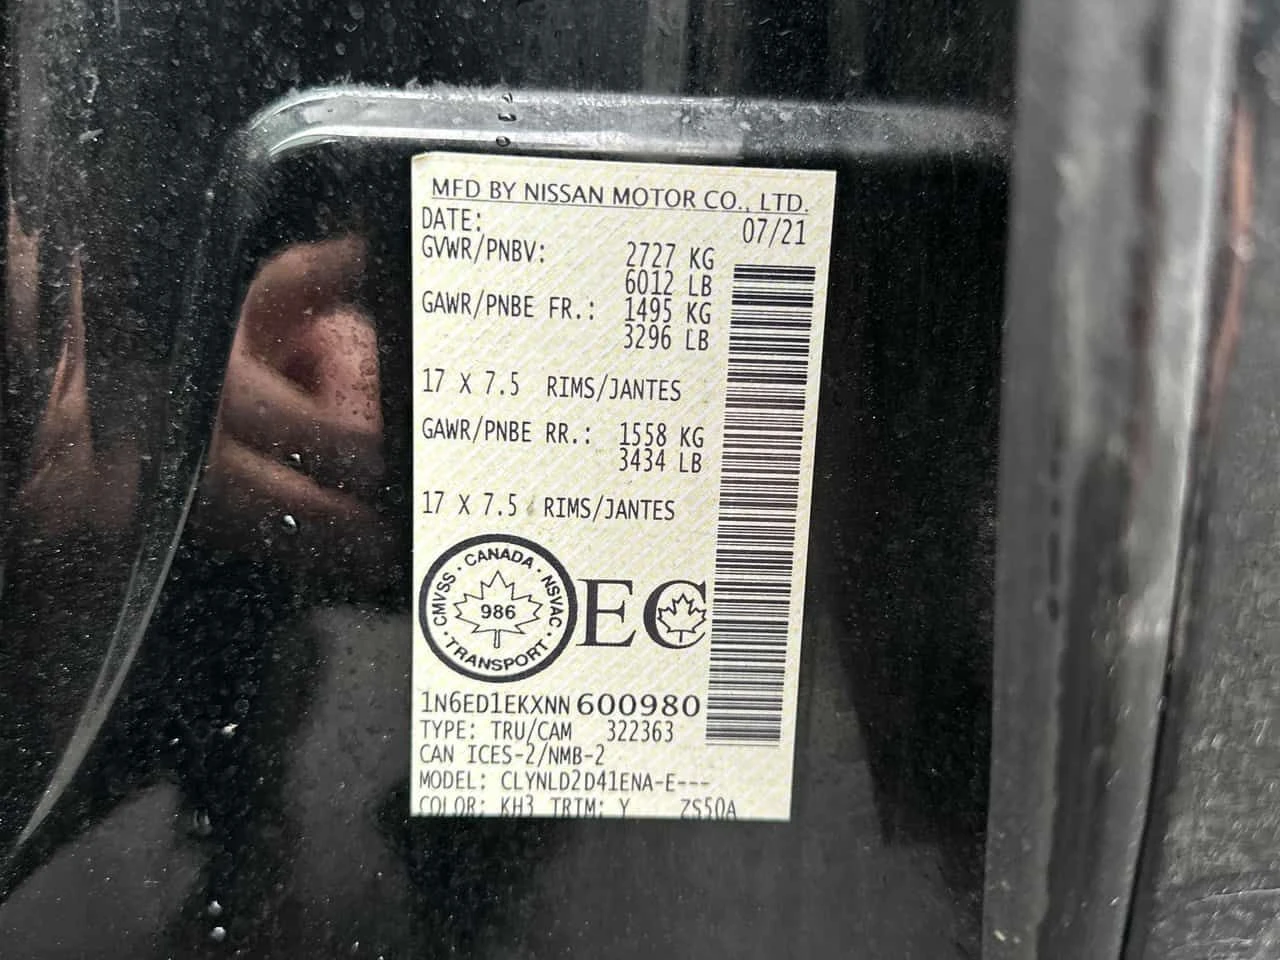 MFD BY NISSAN MOTOR CO., LTD.
DATE: 07/21
GVWR/PNBV: 2727 KG
6012 LB
GAWR/PNBE FR.: 1495 KG
3296 LB
17 X 7.5 RIMS/JANTES
GAWR/PNBE RR.: 1558 KG
3434 LB
17 X 7.5 RIMS/JANTES
CMVSS · CANADA · NSVAC · TRANSPORT ·
986
EC
1N6ED1EKXNN600980
TYPE: TRU/CAM 322363
CAN ICES-2/NMB-2
MODEL: CLYNLD2D41ENA-E---
COLOR: KH3 TRIM: Y ZS50A